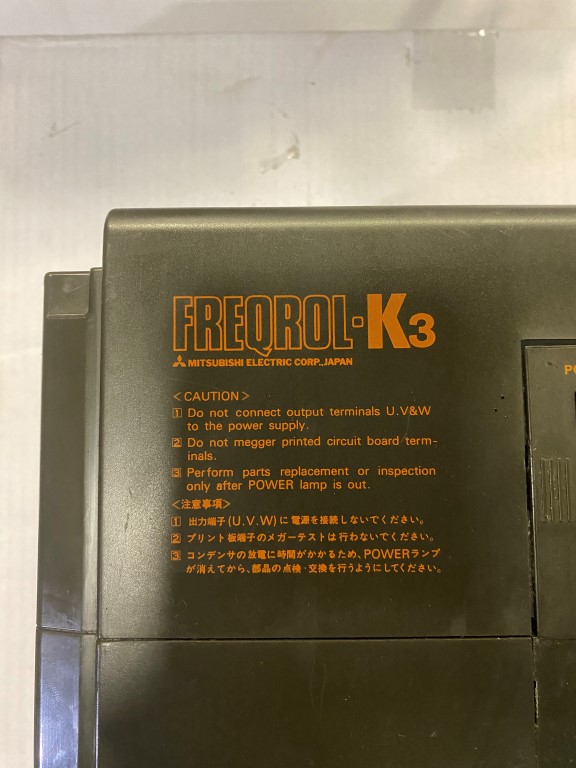 FREQROL-K3
MITSUBISHI ELECTRIC CORP., JAPAN
<CAUTION>
1 Do not connect output terminals U.V&W
to the power supply.
2 Do not megger printed circuit board term-
inals.
3 Perform parts replacement or inspection
only after POWER lamp is out.
<注意事項>
1 出力端子(U.V.W)に電源を接続しないでください。
2 プリント板端子のメガーテストは行わないでください。
3 コンデンサの放電に時間がかかるため、POWERランプ
が消えてから、部品の点検・交換を行うようにしてください。
PO